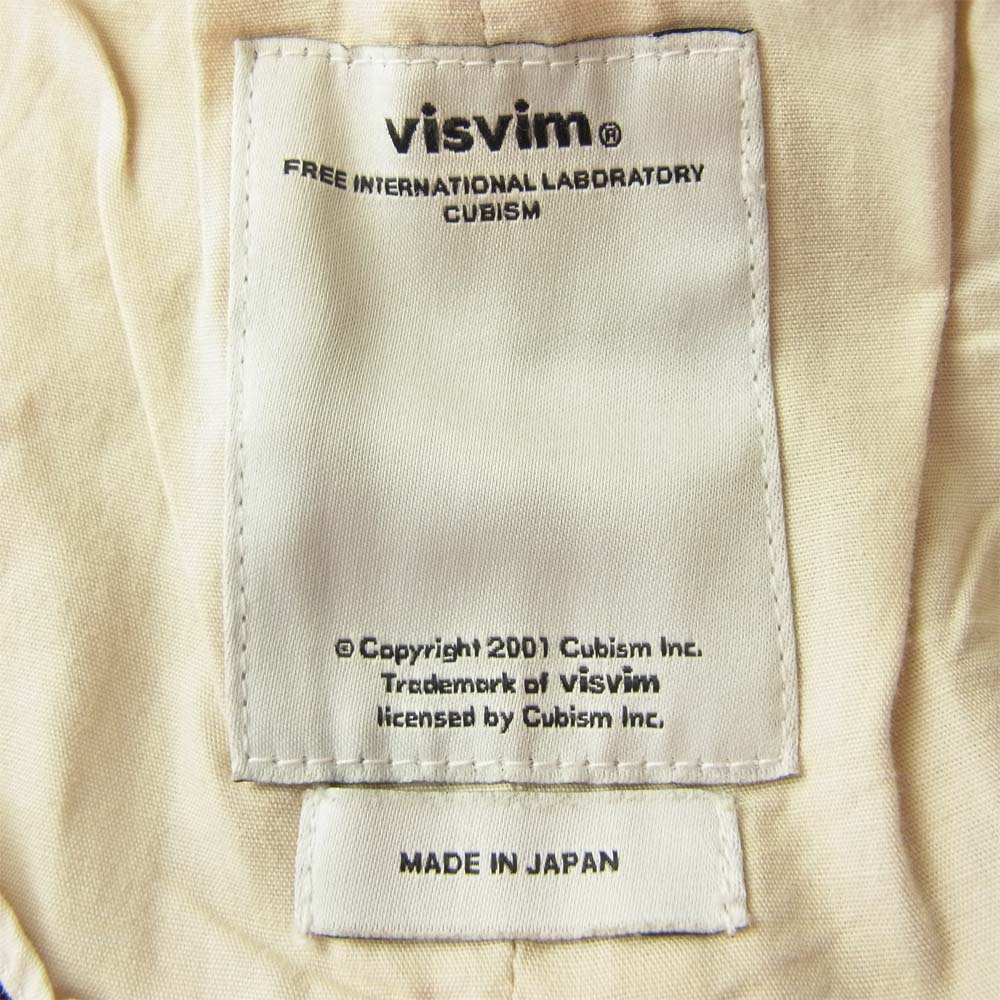 visvim®
FREE INTERNATIONAL LABORATORY
CUBISM
© Copyright 2001 Cubism Inc.
Trademark of visvim
licensed by Cubism Inc.
MADE IN JAPAN